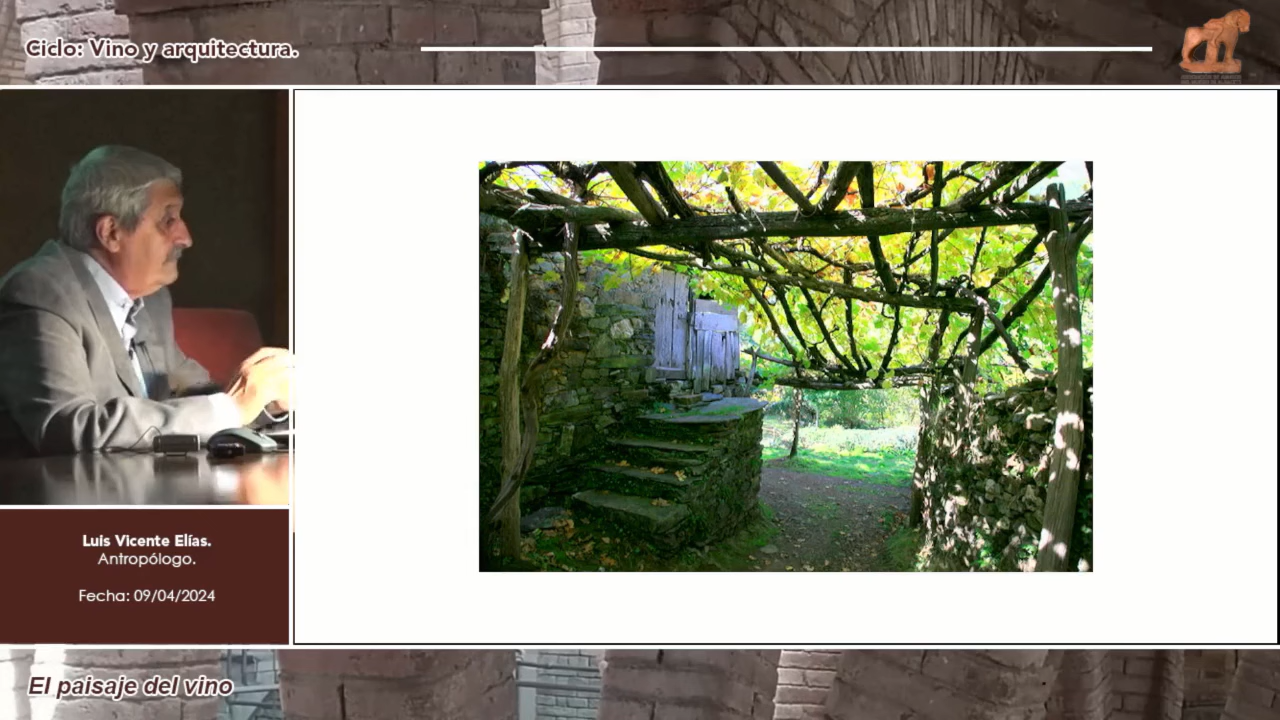 Ciclo: Vino y arquitectura.
Luis Vicente Elías.
Antropólogo.
Fecha: 09/04/2024
El paisaje del vino